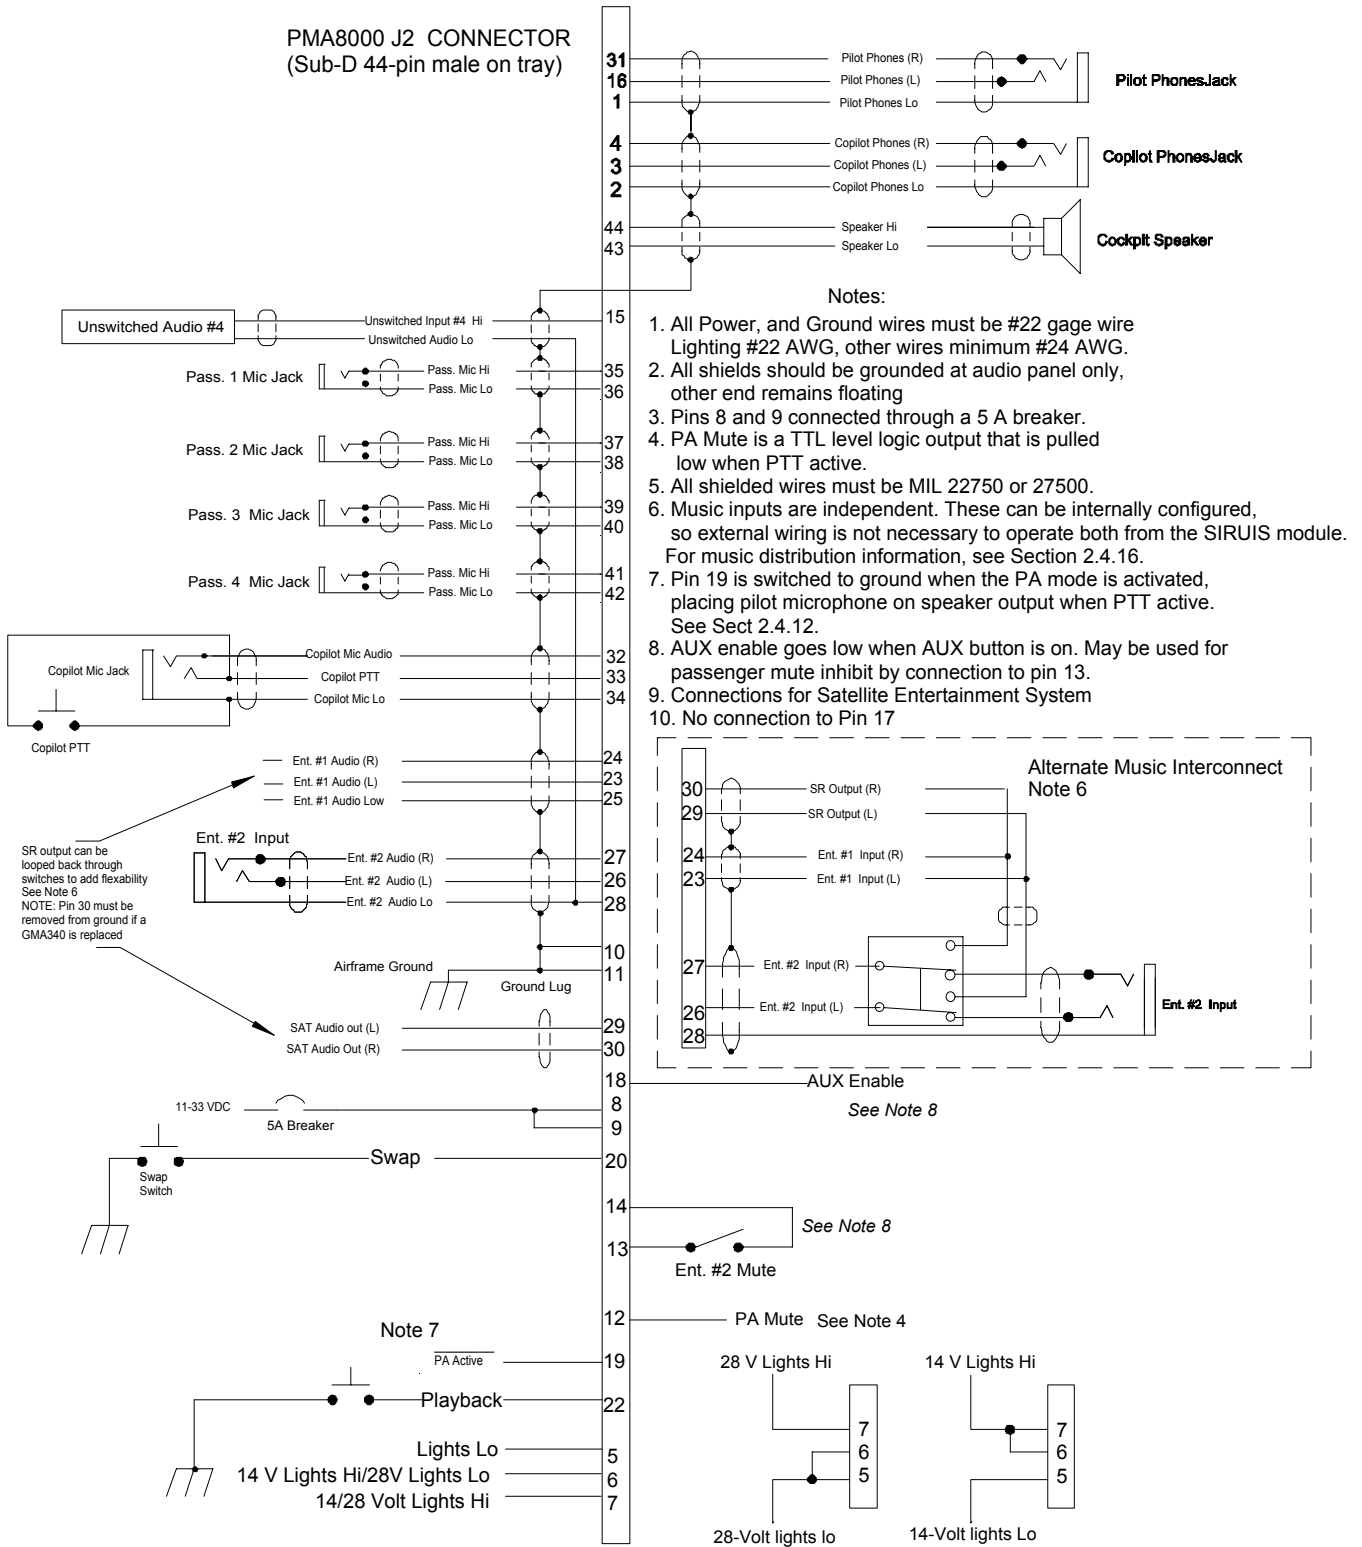 PMA8000 J2 CONNECTOR
(Sub-D 44-pin male on tray)
31
16
1
4
3
2
44
43
Pilot Phones (R)
Pilot Phones (L)
Pilot Phones Lo
Pilot PhonesJack
Copilot Phones (R)
Copilot Phones (L)
Copilot Phones Lo
Copilot PhonesJack
Speaker Hi
Speaker Lo
Cockpit Speaker
Unswitched Audio #4
Unswitched Input #4 Hi
Unswitched Audio Lo
15
Pass. 1 Mic Jack
Pass. Mic Hi
Pass. Mic Lo
35
36
Pass. 2 Mic Jack
Pass. Mic Hi
Pass. Mic Lo
37
38
Pass. 3 Mic Jack
Pass. Mic Hi
Pass. Mic Lo
39
40
Pass. 4 Mic Jack
Pass. Mic Hi
Pass. Mic Lo
41
42
Copilot Mic Jack
Copilot Mic Audio
Copilot PTT
Copilot Mic Lo
32
33
34
Copilot PTT
Ent. #1 Audio (R)
Ent. #1 Audio (L)
Ent. #1 Audio Low
24
23
25
SR output can be
looped back through
switches to add flexability
See Note 6
NOTE: Pin 30 must be
removed from ground if a
GMA340 is replaced
Ent. #2 Input
Ent. #2 Audio (R)
Ent. #2 Audio (L)
Ent. #2 Audio Lo
27
26
28
10
11
Airframe Ground
Ground Lug
SAT Audio out (L)
SAT Audio Out (R)
29
30
18
AUX Enable
See Note 8
11-33 VDC
5A Breaker
8
9
Swap
20
Swap
Switch
14
13
See Note 8
Ent. #2 Mute
12
PA Mute See Note 4
Note 7
PA Active
19
Playback
22
Lights Lo
14 V Lights Hi/28V Lights Lo
14/28 Volt Lights Hi
5
6
7
Notes:
1. All Power, and Ground wires must be #22 gage wire
Lighting #22 AWG, other wires minimum #24 AWG.
2. All shields should be grounded at audio panel only,
other end remains floating
3. Pins 8 and 9 connected through a 5 A breaker.
4. PA Mute is a TTL level logic output that is pulled
low when PTT active.
5. All shielded wires must be MIL 22750 or 27500.
6. Music inputs are independent. These can be internally configured,
so external wiring is not necessary to operate both from the SIRUIS module.
For music distribution information, see Section 2.4.16.
7. Pin 19 is switched to ground when the PA mode is activated,
placing pilot microphone on speaker output when PTT active.
See Sect 2.4.12.
8. AUX enable goes low when AUX button is on. May be used for
passenger mute inhibit by connection to pin 13.
9. Connections for Satellite Entertainment System
10. No connection to Pin 17
Alternate Music Interconnect
Note 6
30
29
24
23
27
26
28
SR Output (R)
SR Output (L)
Ent. #1 Input (R)
Ent. #1 Input (L)
Ent. #2 Input (R)
Ent. #2 Input (L)
Ent. #2 Input
28 V Lights Hi
7
6
5
28-Volt lights lo
14 V Lights Hi
7
6
5
14-Volt lights Lo